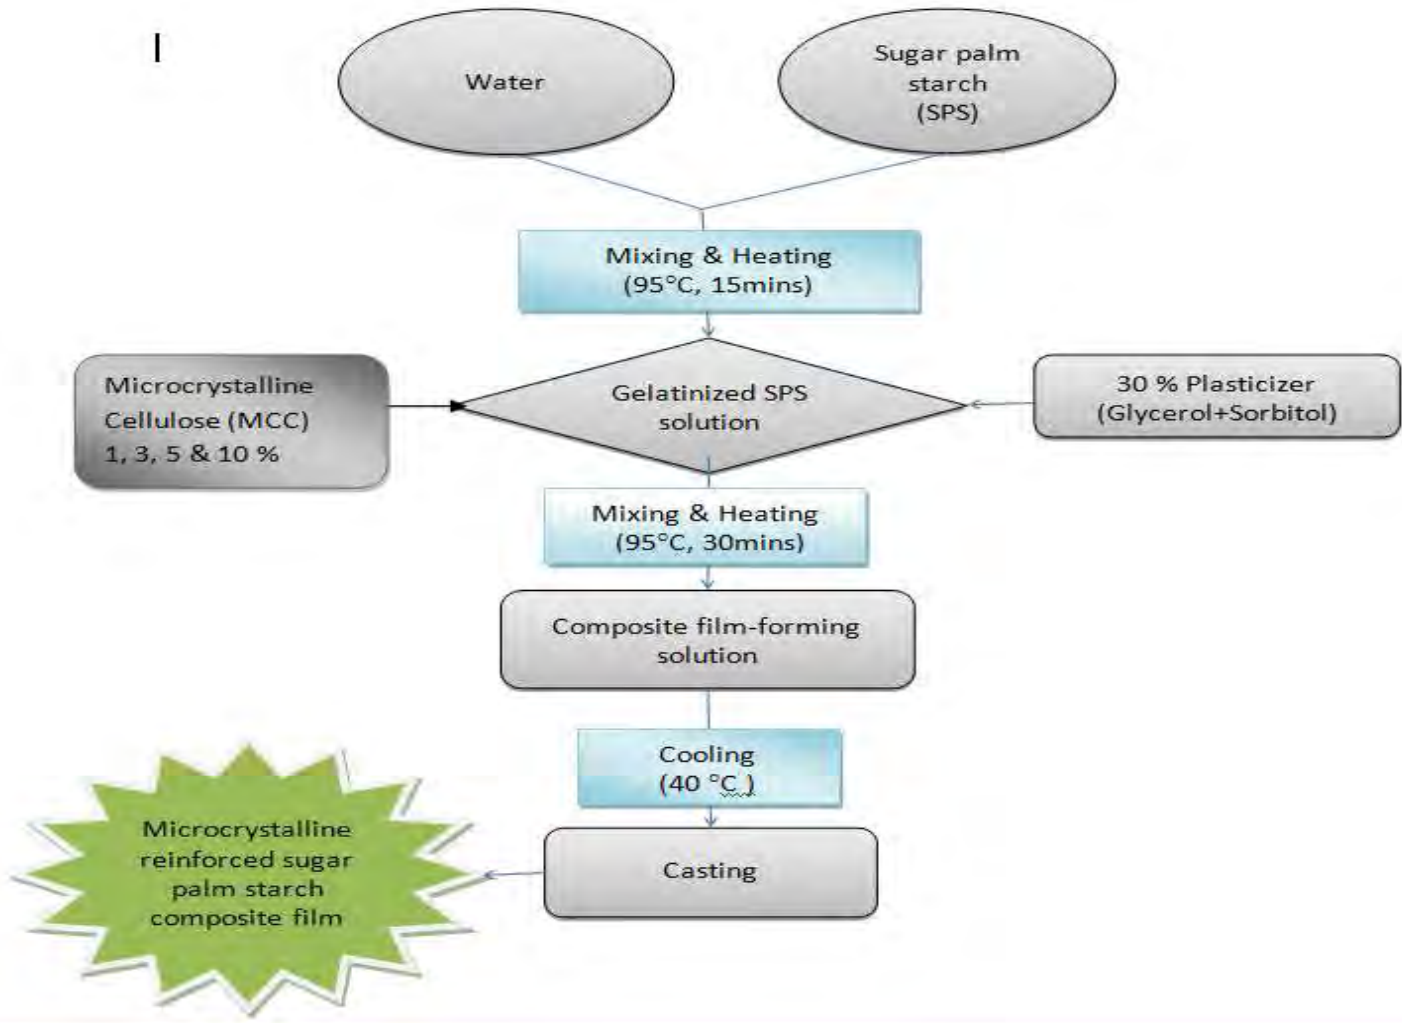 I
Water
Sugar palm
starch
(SPS)
Mixing & Heating
(95°C, 15mins)
Microcrystalline
Cellulose (MCC)
1, 3, 5 & 10 %
Gelatinized SPS
solution
30 % Plasticizer
(Glycerol+Sorbitol)
Mixing & Heating
(95°C, 30mins)
Composite film-forming
solution
Cooling
(40 °C )
Casting
Microcrystalline
reinforced sugar
palm starch
composite film